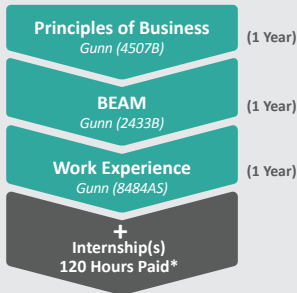 Principles of Business
Gunn (4507B)
(1 Year)
BEAM
Gunn (2433B)
(1 Year)
Work Experience
Gunn (8484AS)
(1 Year)
+
Internship(s)
120 Hours Paid*